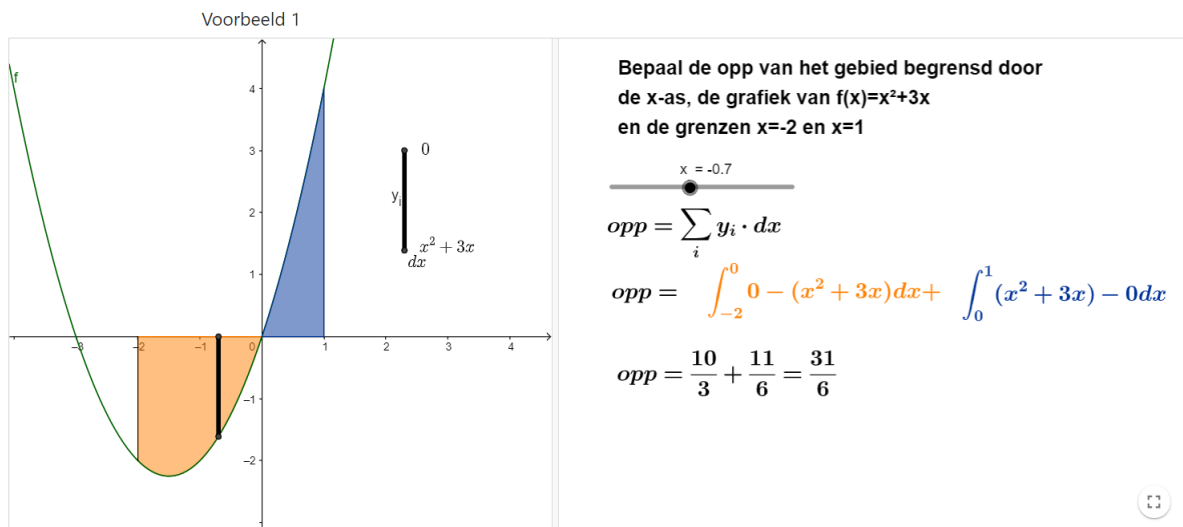 Voorbeeld 1
f
4
3
2
1
-3
-2
-1
0
1
2
3
4
-1
-2
0
yᵢ
x² + 3x
dx
Bepaal de opp van het gebied begrensd door
de x-as, de grafiek van f(x)=x²+3x
en de grenzen x=-2 en x=1
x = -0.7
opp = ∑ᵢ yᵢ · dx
opp = ∫₋₂⁰ 0 − (x² + 3x)dx+ ∫₀¹ (x² + 3x) − 0dx
opp = 10/3 + 11/6 = 31/6